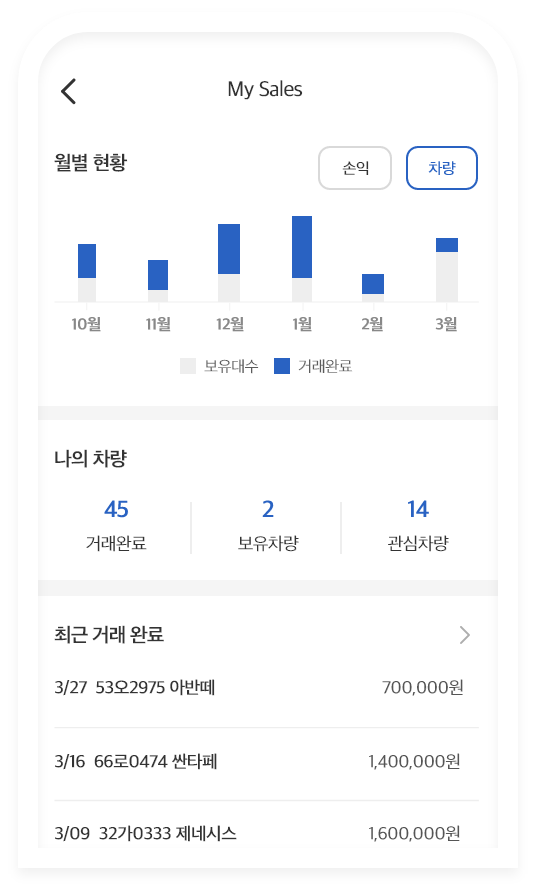 My Sales
월별 현황
손익 차량
10월 11월 12월 1월 2월 3월
보유대수 거래완료
나의 차량
45 2 14
거래완료 보유차량 관심차량
최근 거래 완료
3/27 53오2975 아반떼 700,000원
3/16 66로0474 싼타페 1,400,000원
3/09 32가0333 제네시스 1,600,000원